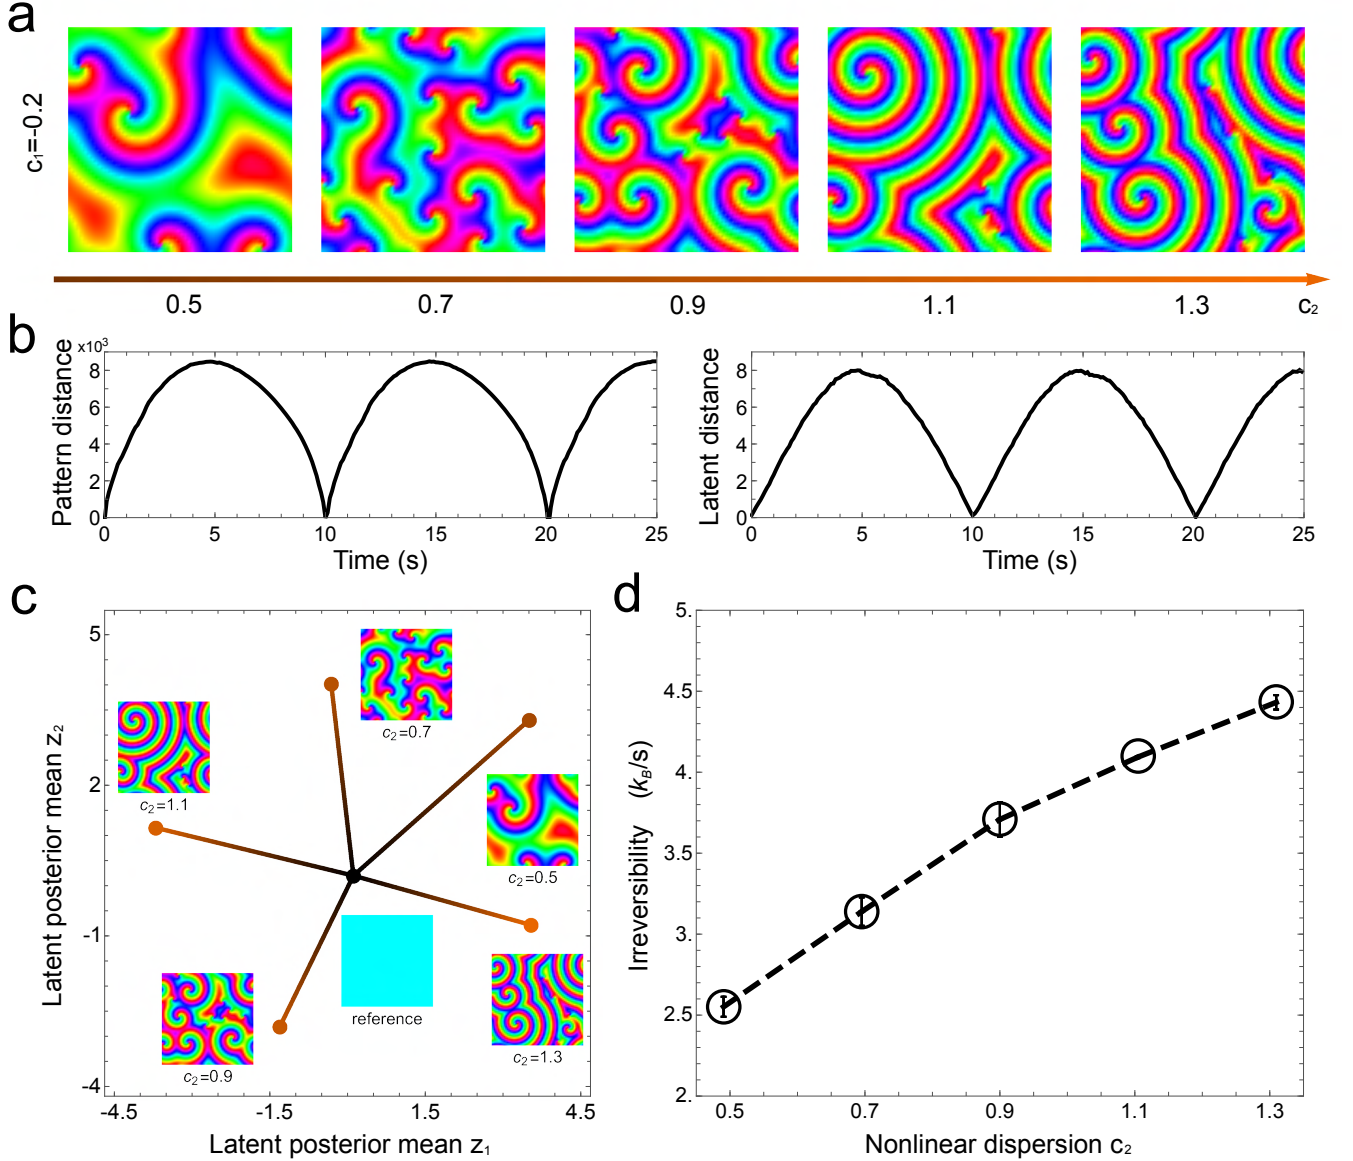 a
c₁=-0.2
0.5 0.7 0.9 1.1 1.3 c₂
b
x10³
Pattern distance
8
6
4
2
0
0 5 10 15 20 25
Time (s)
Latent distance
8
6
4
2
0
0 5 10 15 20 25
Time (s)
c
Latent posterior mean z₂
5
2
-1
-4
c₂=0.7
c₂=1.1
c₂=0.5
reference
c₂=1.3
c₂=0.9
-4.5 -1.5 1.5 4.5
Latent posterior mean z₁
d
Irreversibility (k_B/s)
5.
4.5
4.
3.5
3.
2.5
2.
0.5 0.7 0.9 1.1 1.3
Nonlinear dispersion c₂